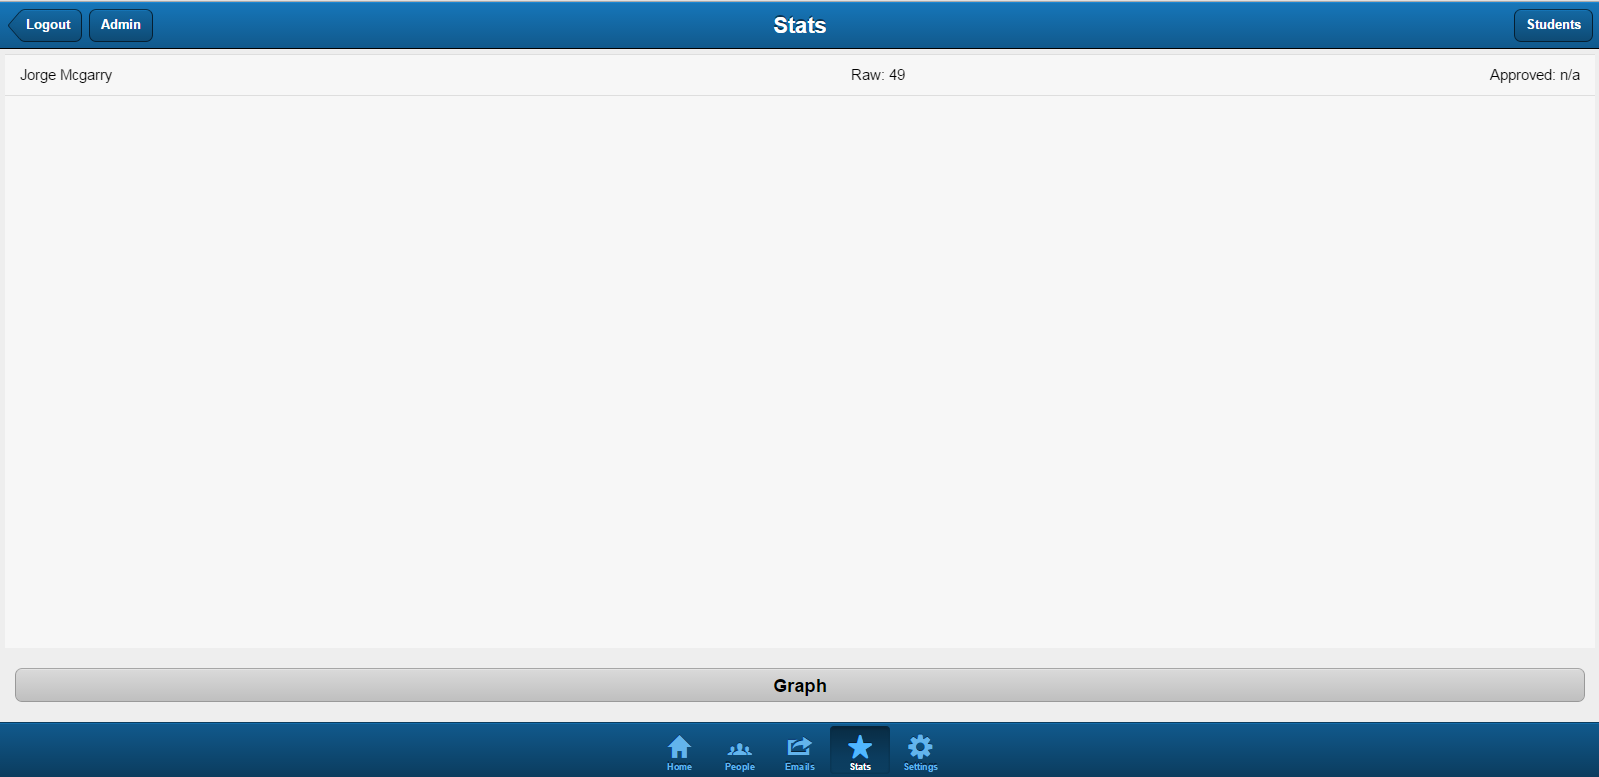 Logout Admin Stats Students
Jorge Mcgarry Raw: 49 Approved: n/a
Graph
Home People Emails Stats Settings